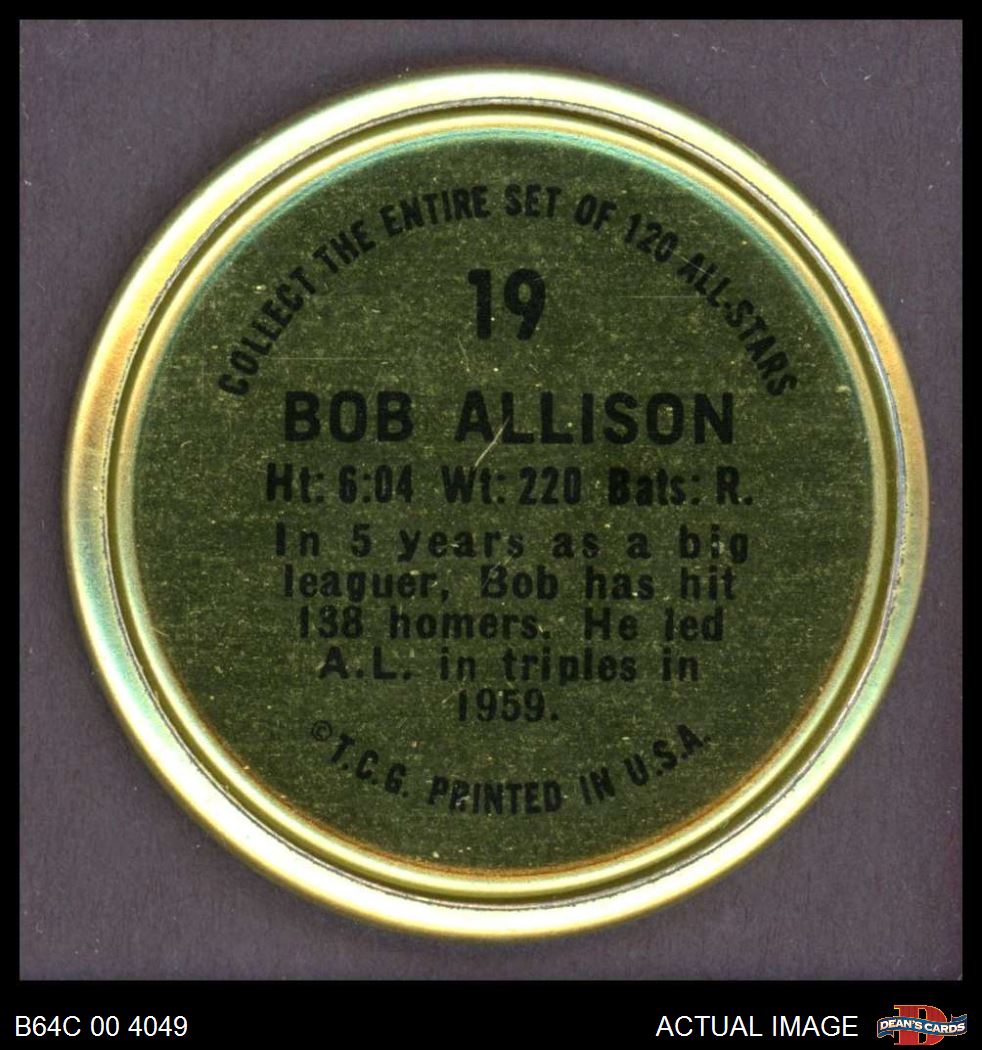 COLLECT THE ENTIRE SET OF 120 ALL-STARS
19
BOB ALLISON
Ht: 6:04 Wt: 220 Bats: R.
In 5 years as a big
leaguer, Bob has hit
138 homers. He led
A.L. in triples in
1959.
©T.C.G. PRINTED IN U.S.A.
B64C 00 4049
ACTUAL IMAGE
D
DEAN'S CARDS